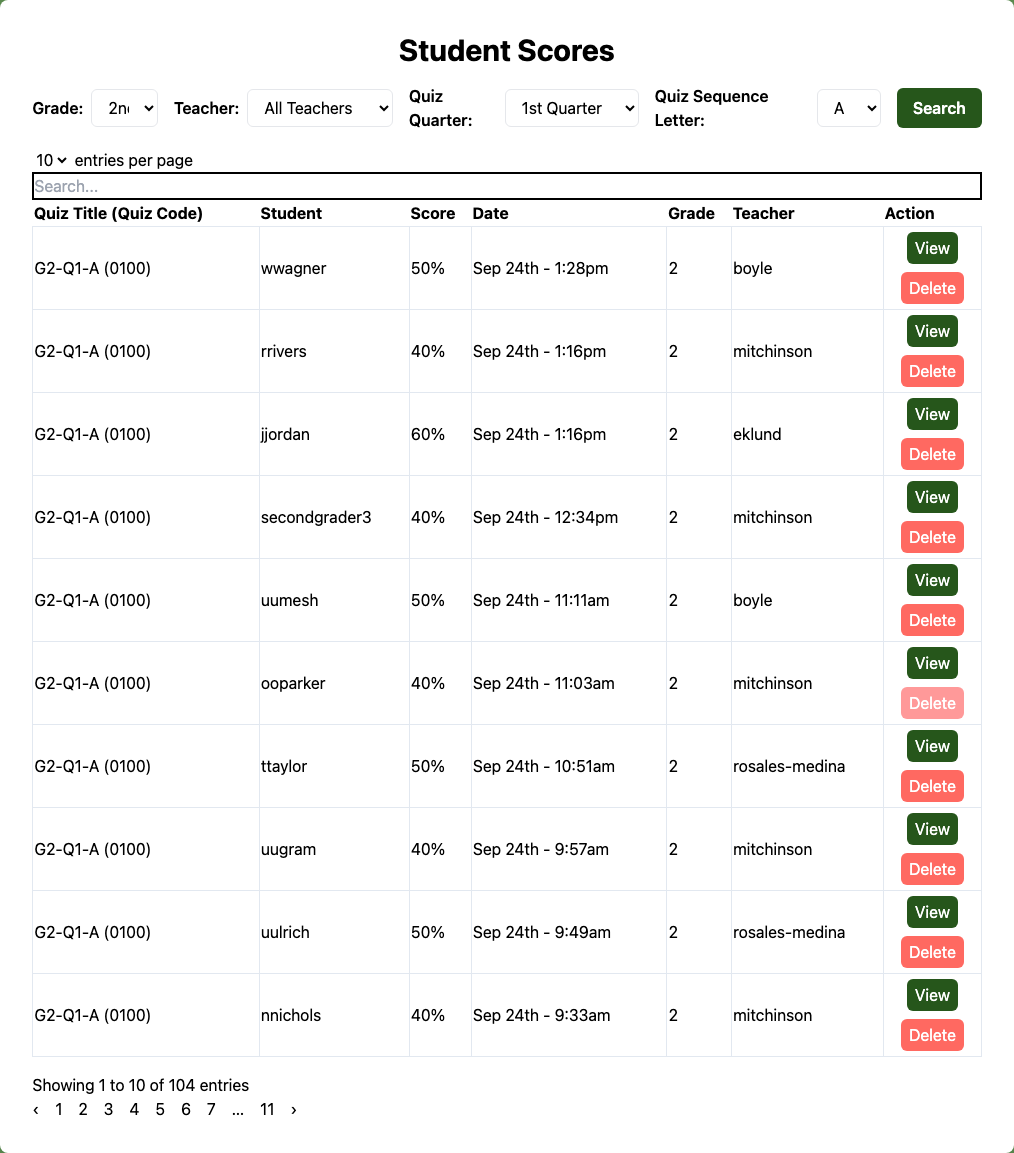 Student Scores
Grade: 2nd Teacher: All Teachers Quiz Quarter: 1st Quarter Quiz Sequence Letter: A Search
10 entries per page
Search...
Quiz Title (Quiz Code) Student Score Date Grade Teacher Action
G2-Q1-A (0100) wwagner 50% Sep 24th - 1:28pm 2 boyle View Delete
G2-Q1-A (0100) rrivers 40% Sep 24th - 1:16pm 2 mitchinson View Delete
G2-Q1-A (0100) jjordan 60% Sep 24th - 1:16pm 2 eklund View Delete
G2-Q1-A (0100) secondgrader3 40% Sep 24th - 12:34pm 2 mitchinson View Delete
G2-Q1-A (0100) uumesh 50% Sep 24th - 11:11am 2 boyle View Delete
G2-Q1-A (0100) ooparker 40% Sep 24th - 11:03am 2 mitchinson View Delete
G2-Q1-A (0100) ttaylor 50% Sep 24th - 10:51am 2 rosales-medina View Delete
G2-Q1-A (0100) uugram 40% Sep 24th - 9:57am 2 mitchinson View Delete
G2-Q1-A (0100) uulrich 50% Sep 24th - 9:49am 2 rosales-medina View Delete
G2-Q1-A (0100) nnichols 40% Sep 24th - 9:33am 2 mitchinson View Delete
Showing 1 to 10 of 104 entries
‹ 1 2 3 4 5 6 7 ... 11 ›